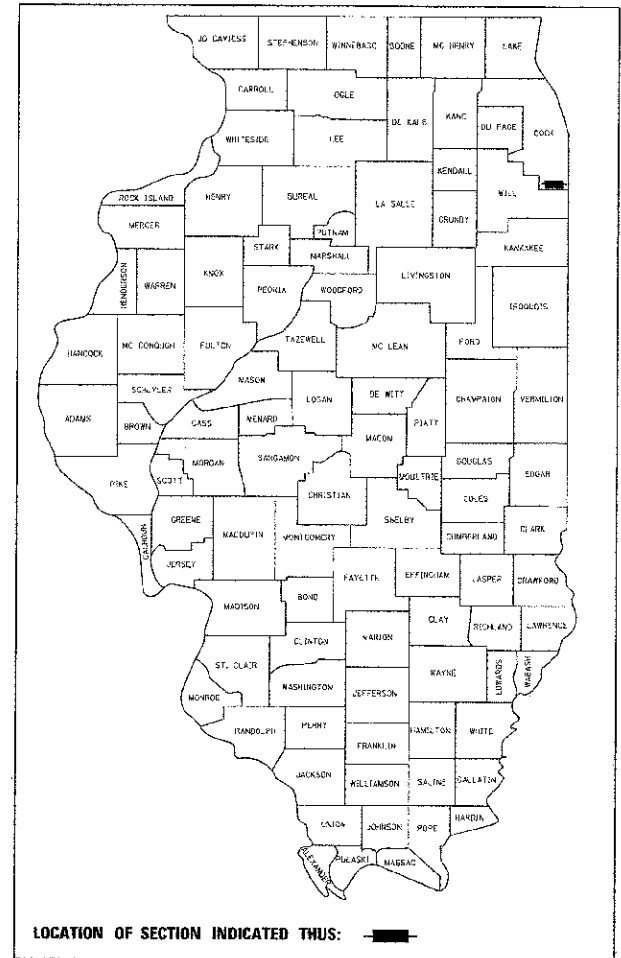 JO DAVIESS STEPHENSON WINNEBAGO BOONE MC HENRY LAKE
CARROLL OGLE DE KALB KANE DU PAGE COOK
WHITESIDE LEE KENDALL WILL
ROCK ISLAND HENRY BUREAU LA SALLE GRUNDY
MERCER STARK PUTNAM KANKAKEE
HENDERSON WARREN KNOX PEORIA MARSHALL WOODFORD LIVINGSTON IROQUOIS
HANCOCK MC DONOUGH FULTON TAZEWELL MC LEAN FORD
SCHUYLER MASON LOGAN DE WITT CHAMPAIGN VERMILION
ADAMS BROWN CASS MENARD MACON PIATT
PIKE SCOTT MORGAN SANGAMON CHRISTIAN MOULTRIE DOUGLAS EDGAR
COLES
CALHOUN GREENE MACOUPIN MONTGOMERY SHELBY CUMBERLAND CLARK
JERSEY FAYETTE EFFINGHAM JASPER CRAWFORD
MADISON BOND CLAY RICHLAND LAWRENCE
CLINTON MARION
ST. CLAIR WAYNE EDWARDS WABASH
MONROE WASHINGTON JEFFERSON
RANDOLPH PERRY HAMILTON WHITE
FRANKLIN
JACKSON WILLIAMSON SALINE GALLATIN
UNION JOHNSON POPE HARDIN
ALEXANDER PULASKI MASSAC
LOCATION OF SECTION INDICATED THUS: